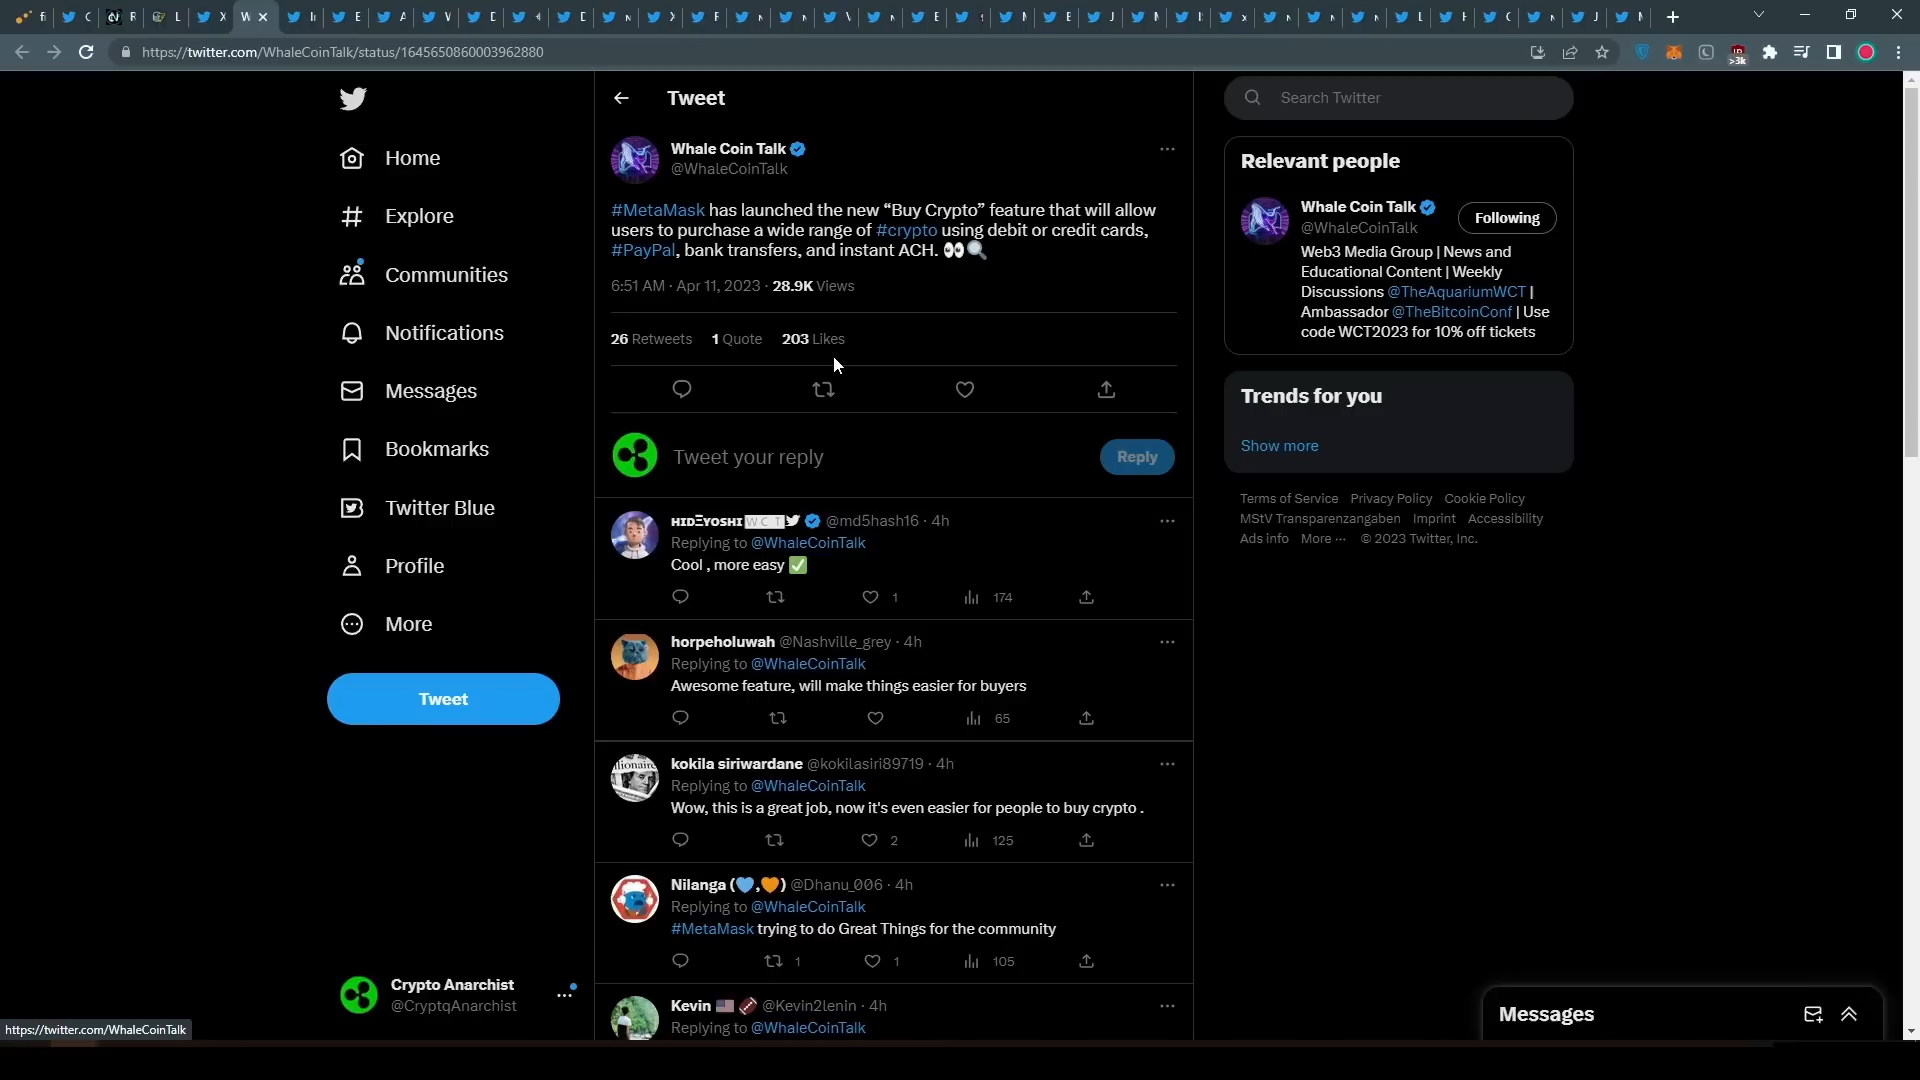 https://twitter.com/WhaleCoinTalk/status/1645650860003962880
>3k
Home
Explore
Communities
Notifications
Messages
Bookmarks
Twitter Blue
Profile
More
Tweet
Crypto Anarchist
@CryptqAnarchist
https://twitter.com/WhaleCoinTalk
Tweet
Whale Coin Talk
@WhaleCoinTalk
#MetaMask has launched the new “Buy Crypto” feature that will allow
users to purchase a wide range of #crypto using debit or credit cards,
#PayPal, bank transfers, and instant ACH. 👀🔍
6:51 AM · Apr 11, 2023 · 28.9K Views
26 Retweets 1 Quote 203 Likes
Tweet your reply
Reply
ʜɪᴅΞʏᴏsʜɪ🅆🄲🅃 @md5hash16 · 4h
Replying to @WhaleCoinTalk
Cool , more easy ✅
1 174
horpeholuwah @Nashville_grey · 4h
Replying to @WhaleCoinTalk
Awesome feature, will make things easier for buyers
65
kokila siriwardane @kokilasiri89719 · 4h
Replying to @WhaleCoinTalk
Wow, this is a great job, now it's even easier for people to buy crypto .
2 125
Nilanga (💙,🧡) @Dhanu_006 · 4h
Replying to @WhaleCoinTalk
#MetaMask trying to do Great Things for the community
1 1 105
Kevin 🇺🇸 🏈 @Kevin2lenin · 4h
Replying to @WhaleCoinTalk
Search Twitter
Relevant people
Whale Coin Talk
@WhaleCoinTalk
Following
Web3 Media Group | News and
Educational Content | Weekly
Discussions @TheAquariumWCT |
Ambassador @TheBitcoinConf | Use
code WCT2023 for 10% off tickets
Trends for you
Show more
Terms of Service Privacy Policy Cookie Policy
MStV Transparenzangaben Imprint Accessibility
Ads info More ··· © 2023 Twitter, Inc.
Messages